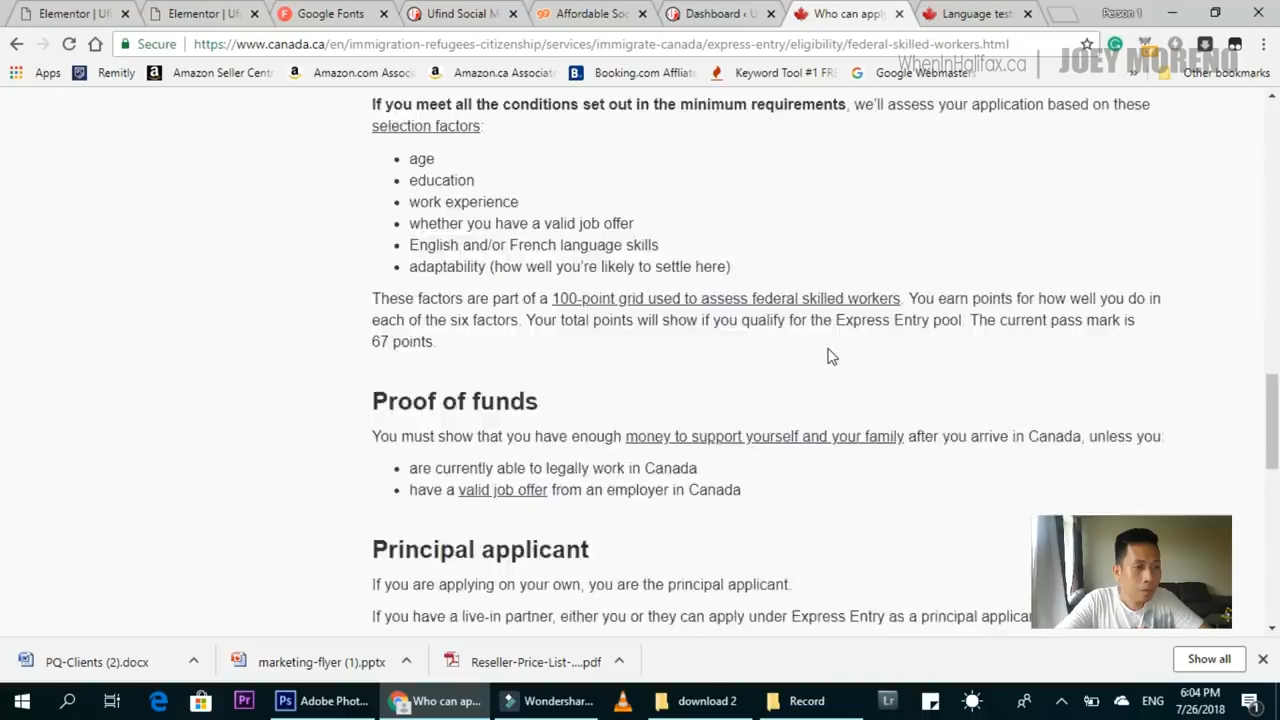 Elementor | Uf
Elementor | Ufi
Google Fonts
Ufind Social M
Affordable Soc
Dashboard ‹ U
Who can apply
Language test
Person 1
Secure
https://www.canada.ca/en/immigration-refugees-citizenship/services/immigrate-canada/express-entry/eligibility/federal-skilled-workers.html
WhenInHalifax.ca | JOEY MORENO
Apps
Remitly
Amazon Seller Cent
Amazon.com Assoc
Amazon.ca Associate
Booking.com Affliate
Keyword Tool #1 FRE
Google Webmasters
»
Other bookmarks
If you meet all the conditions set out in the minimum requirements, we'll assess your application based on these
selection factors:
• age
• education
• work experience
• whether you have a valid job offer
• English and/or French language skills
• adaptability (how well you're likely to settle here)
These factors are part of a 100-point grid used to assess federal skilled workers. You earn points for how well you do in
each of the six factors. Your total points will show if you qualify for the Express Entry pool. The current pass mark is
67 points.
Proof of funds
You must show that you have enough money to support yourself and your family after you arrive in Canada, unless you:
• are currently able to legally work in Canada
• have a valid job offer from an employer in Canada
Principal applicant
If you are applying on your own, you are the principal applicant.
If you have a live-in partner, either you or they can apply under Express Entry as a principal applican
PQ-Clients (2).docx
marketing-flyer (1).pptx
Reseller-Price-List-....pdf
Show all
Adobe Phot...
Who can ap...
Wondershar...
download 2
Record
ENG
6:04 PM
7/26/2018